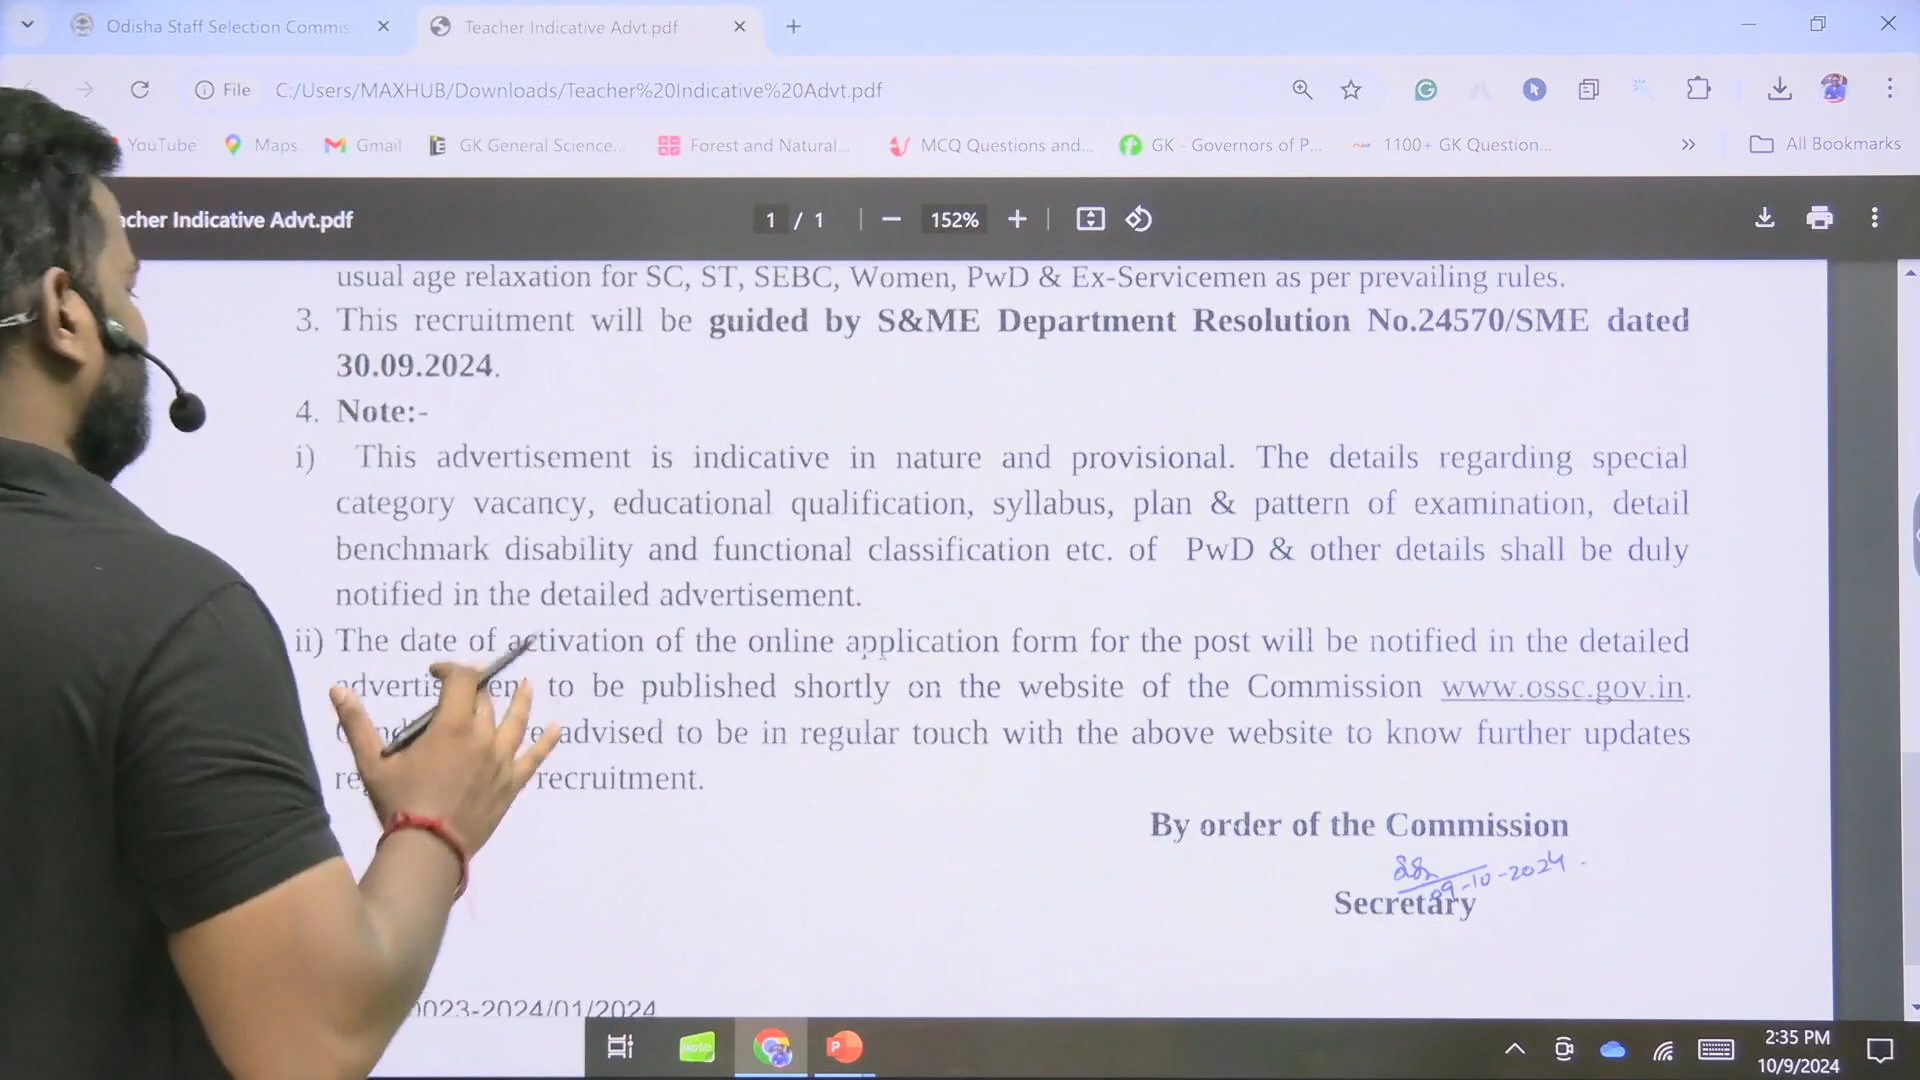 Odisha Staff Selection Commis
Teacher Indicative Advt.pdf
File C:/Users/MAXHUB/Downloads/Teacher%20Indicative%20Advt.pdf
YouTube Maps Gmail GK General Science... Forest and Natural... MCQ Questions and... GK - Governors of P... 1100+ GK Question... » All Bookmarks
acher Indicative Advt.pdf 1 / 1 152%
usual age relaxation for SC, ST, SEBC, Women, PwD & Ex-Servicemen as per prevailing rules.
3. This recruitment will be guided by S&ME Department Resolution No.24570/SME dated
30.09.2024.
4. Note:-
i) This advertisement is indicative in nature and provisional. The details regarding special
category vacancy, educational qualification, syllabus, plan & pattern of examination, detail
benchmark disability and functional classification etc. of PwD & other details shall be duly
notified in the detailed advertisement.
ii) The date of activation of the online application form for the post will be notified in the detailed
to be published shortly on the website of the Commission www.ossc.gov.in.
advised to be in regular touch with the above website to know further updates
recruitment.
By order of the Commission
09-10-2024
Secretary
0023-2024/01/2024
Note
P
2:35 PM
10/9/2024